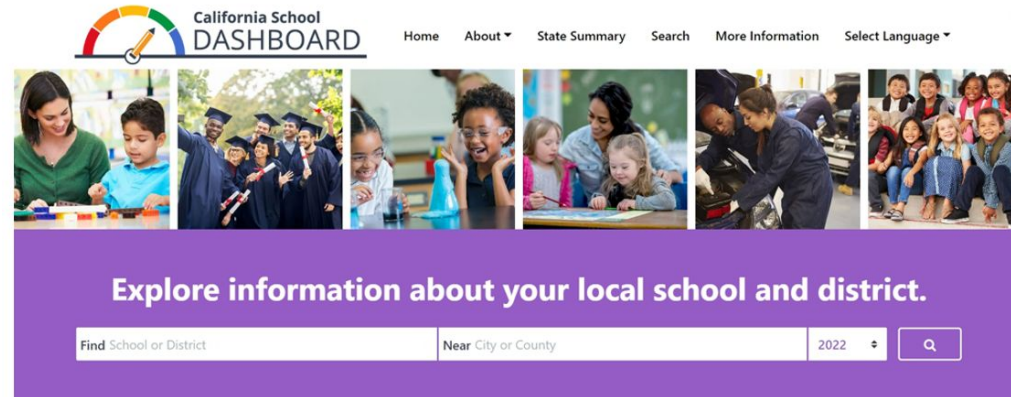 California School
DASHBOARD
Home About State Summary Search More Information Select Language
Explore information about your local school and district.
Find School or District Near City or County 2022